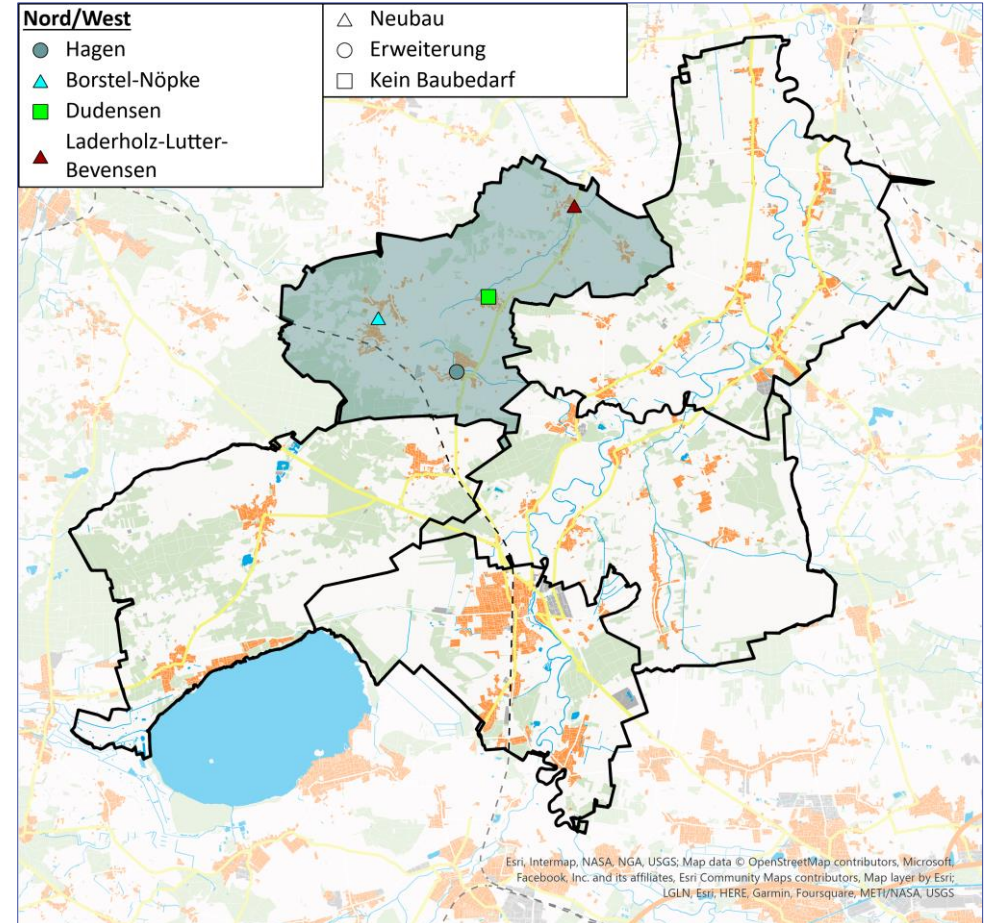 Nord/West
Hagen
Borstel-Nöpke
Dudensen
Laderholz-Lutter-
Bevensen
Neubau
Erweiterung
Kein Baubedarf
Esri, Intermap, NASA, NGA, USGS; Map data © OpenStreetMap contributors, Microsoft,
Facebook, Inc. and its affiliates, Esri Community Maps contributors, Map layer by Esri;
LGLN, Esri, HERE, Garmin, Foursquare, METI/NASA, USGS